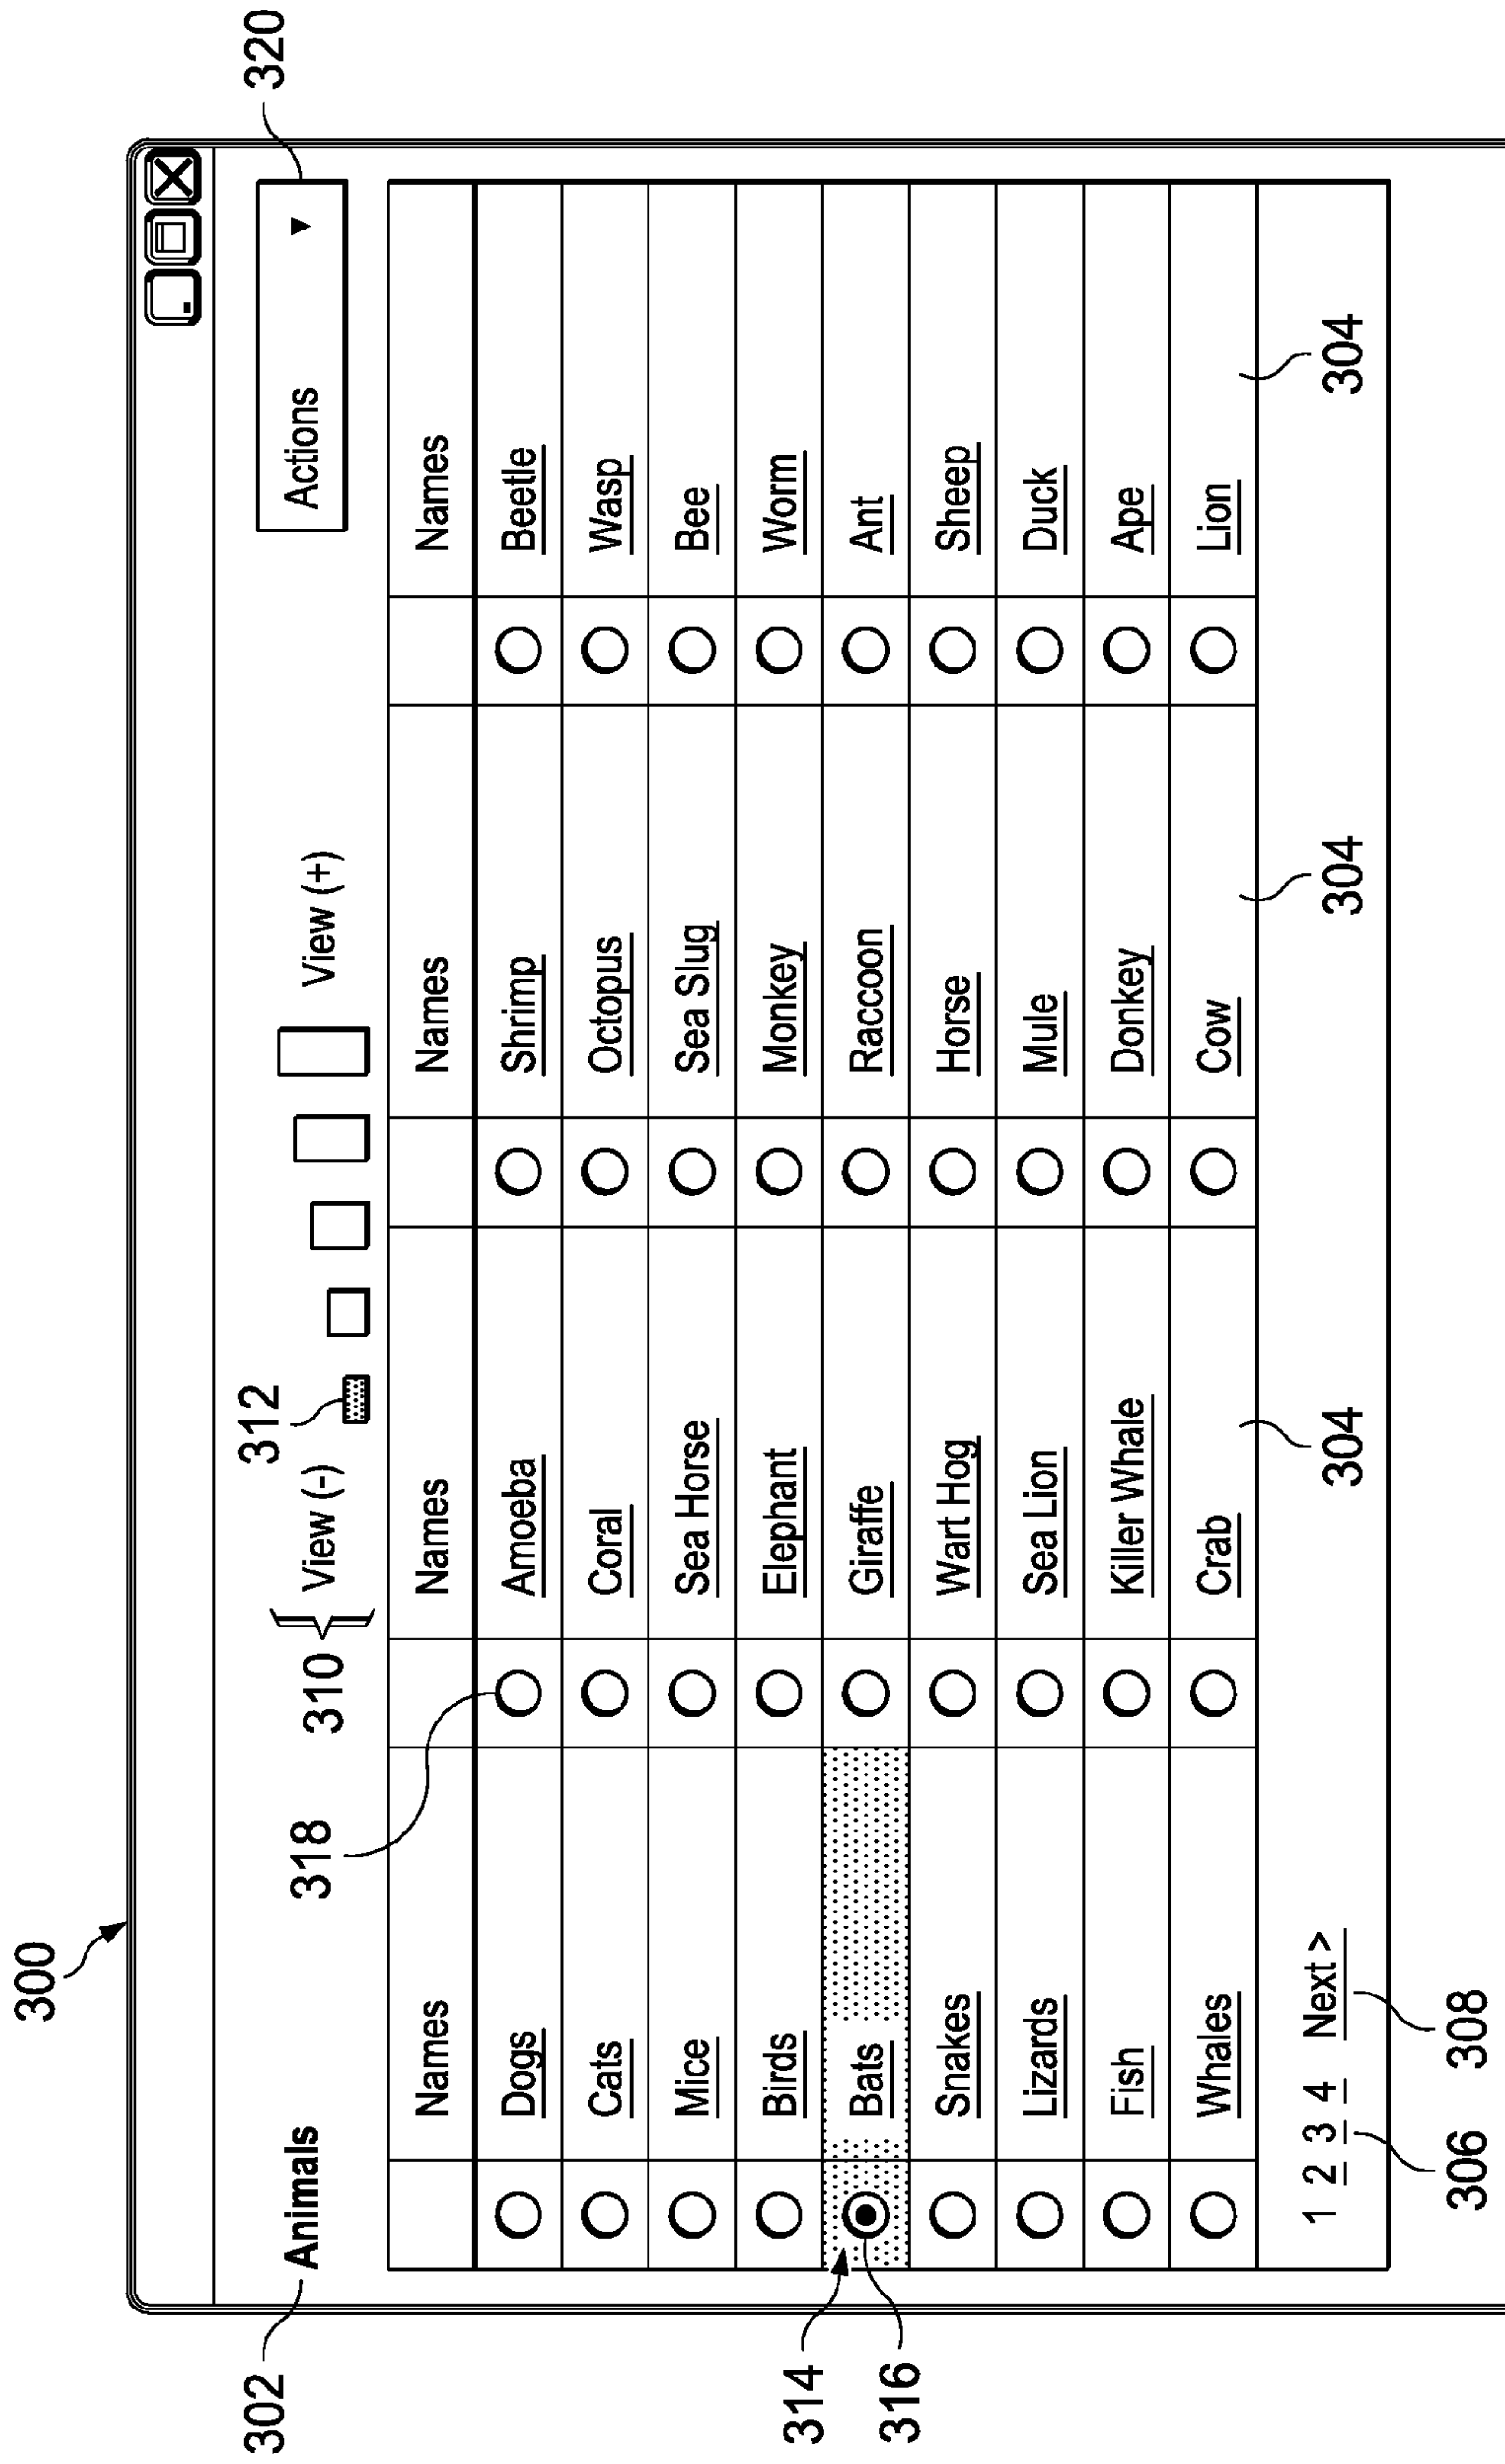 300
302
Animals
318
310
View (-)
312
View (+)
Actions
320
Names Names Names Names
Dogs Amoeba Shrimp Beetle
Cats Coral Octopus Wasp
Mice Sea Horse Sea Slug Bee
Birds Elephant Monkey Worm
314
Bats Giraffe Raccoon Ant
316
Snakes Wart Hog Horse Sheep
Lizards Sea Lion Mule Duck
Fish Killer Whale Donkey Ape
Whales Crab Cow Lion
1 2 3 4 Next >
304 304 304
306 308